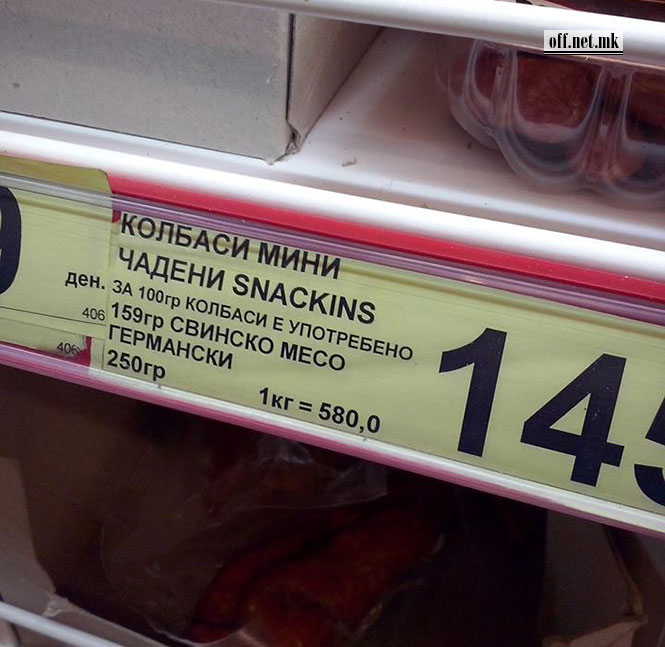 off.net.mk
КОЛБАСИ МИНИ
ЧАДЕНИ SNACKINS
ЗА 100гр КОЛБАСИ Е УПОТРЕБЕНО
159гр СВИНСКО МЕСО
ГЕРМАНСКИ
250гр
1кг = 580,0
145
9
ден.
406
406